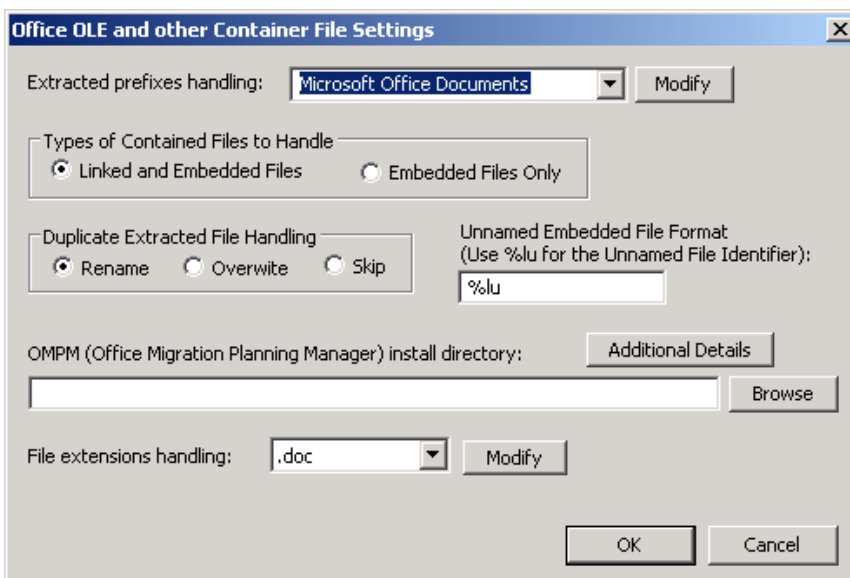 Office OLE and other Container File Settings
Extracted prefixes handling: Microsoft Office Documents Modify
Types of Contained Files to Handle
Linked and Embedded Files Embedded Files Only
Duplicate Extracted File Handling
Rename Overwite Skip
Unnamed Embedded File Format
(Use %lu for the Unnamed File Identifier):
%lu
OMPM (Office Migration Planning Manager) install directory: Additional Details
Browse
File extensions handling: .doc Modify
OK Cancel